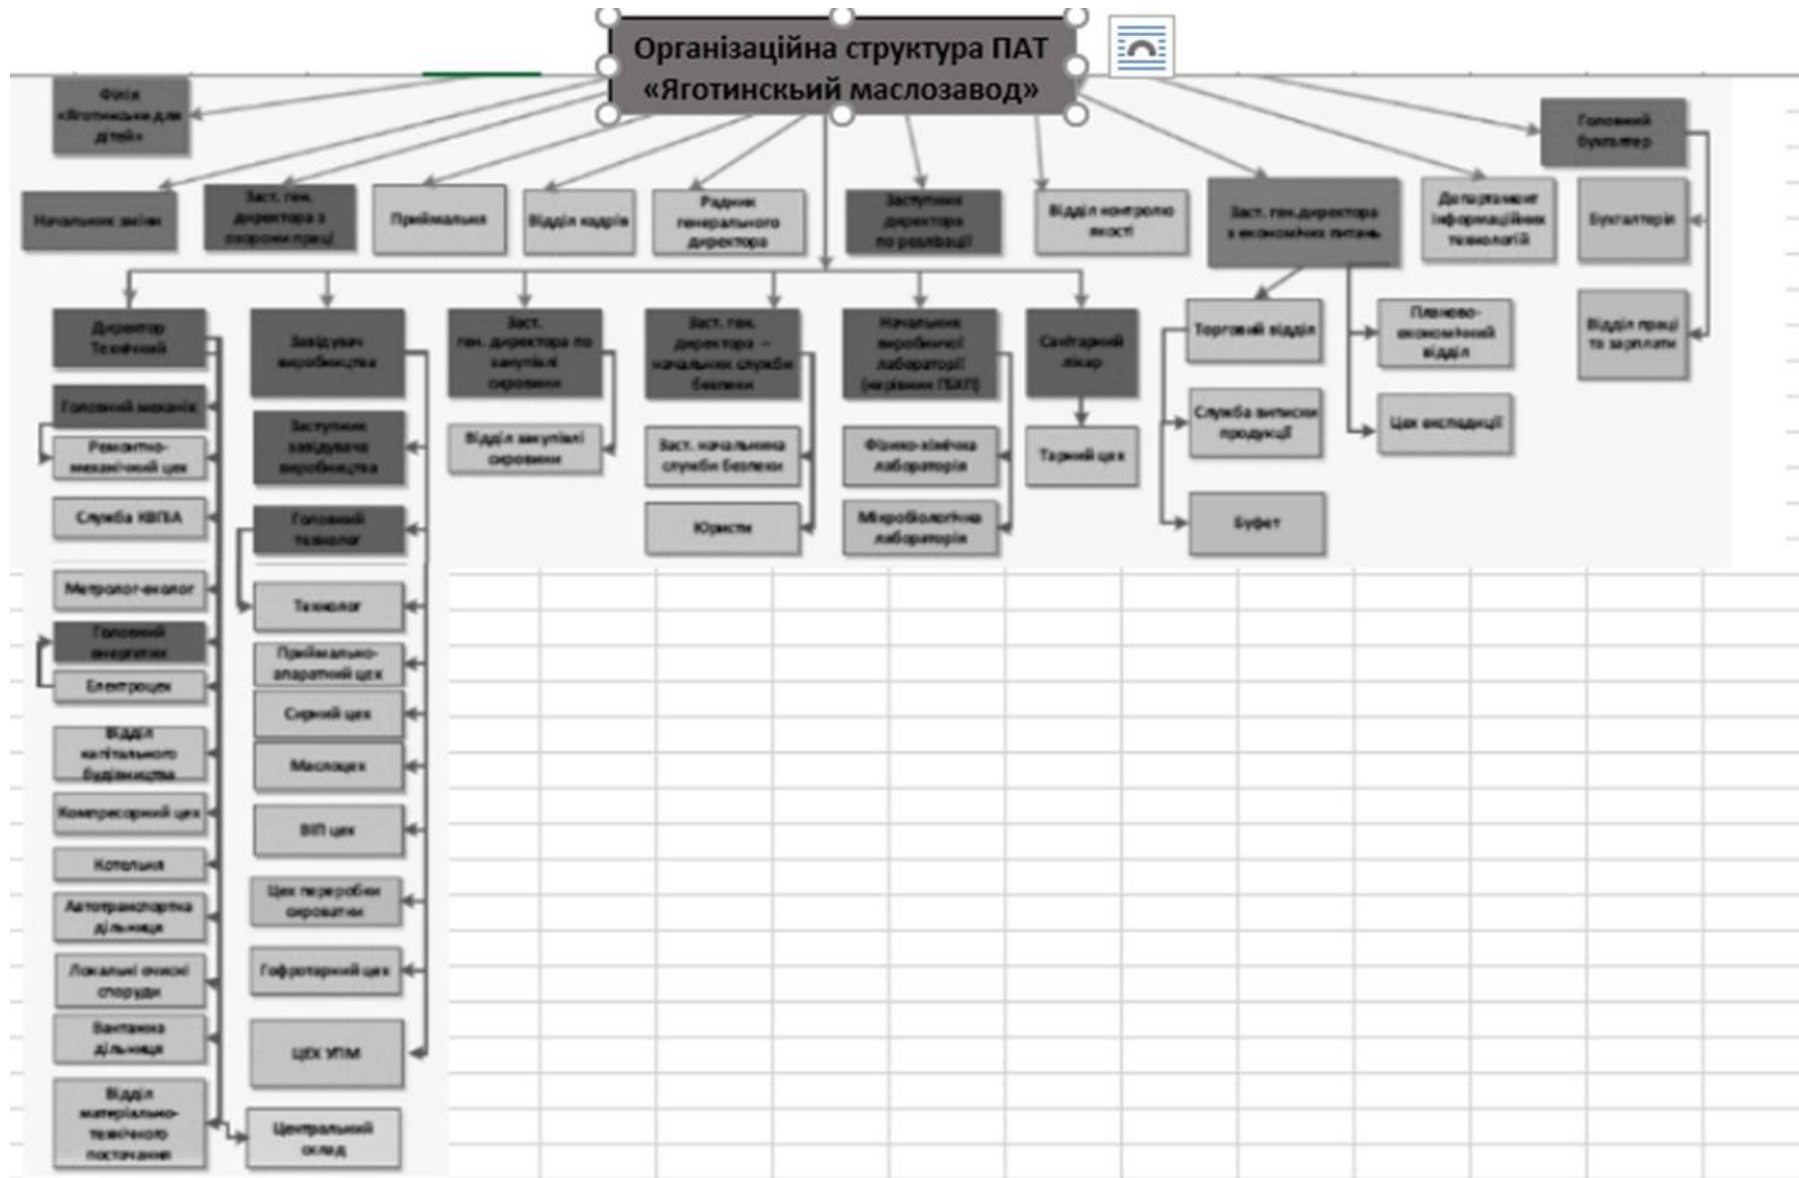 Організаційна структура ПАТ
«Яготинскьий маслозавод»
Філія
«Яготинське для
дітей»
Головний
бухгалтер
Начальник зміни
Заст. ген.
директора з
охорони праці
Приймальня
Відділ кадрів
Радник
генерального
директора
Заступник
директора
по реалізації
Відділ контролю
якості
Заст. ген.директора
з економічних питань
Департамент
інформаційних
технологій
Бухгалтерія
Директор
Технічний
Завідувач
виробництва
Заст.
ген. директора по
закупівлі
сировини
Заст. ген.
директора –
начальник служби
безпеки
Начальник
виробничої
лабораторії
(керівник ГБХП)
Санітарний
лікар
Торговий відділ
Планово-
економічний
відділ
Відділ праці
та зарплати
Головний механік
Ремонтно-
механічний цех
Служба КВПІА
Метролог-еколог
Головний
енергетик
Електроцех
Відділ
капітального
будівництва
Компресорний цех
Котельня
Автотранспортна
дільниця
Локальні очисні
споруди
Вантажна
дільниця
Відділ
матеріально-
технічного
постачання
Заступник
завідувача
виробництва
Головний
технолог
Технолог
Приймально-
апаратний цех
Сирний цех
Маслоцех
ВІП цех
Цех переробки
сироватки
Гофротарний цех
ЦЕХ УПМ
Центральний
склад
Відділ закупівлі
сировини
Заст. начальника
служби безпеки
Юристи
Фізико-хімічна
лабораторія
Мікробіологічна
лабораторія
Тарний цех
Служба виписки
продукції
Буфет
Цех експедиції